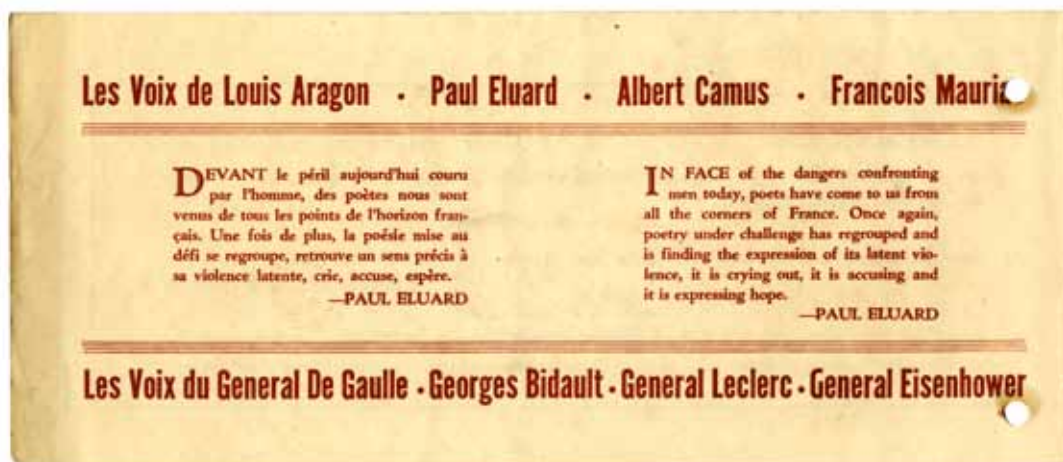 Les Voix de Louis Aragon • Paul Eluard • Albert Camus • Francois Mauria
DEVANT le péril aujourd'hui couru
par l'homme, des poètes nous sont
venus de tous les points de l'horizon fran-
çais. Une fois de plus, la poésie mise au
défi se regroupe, retrouve un sens précis à
sa violence latente, crie, accuse, espère.
—PAUL ELUARD
IN FACE of the dangers confronting
men today, poets have come to us from
all the corners of France. Once again,
poetry under challenge has regrouped and
is finding the expression of its latent vio-
lence, it is crying out, it is accusing and
it is expressing hope.
—PAUL ELUARD
Les Voix du General De Gaulle • Georges Bidault • General Leclerc • General Eisenhower